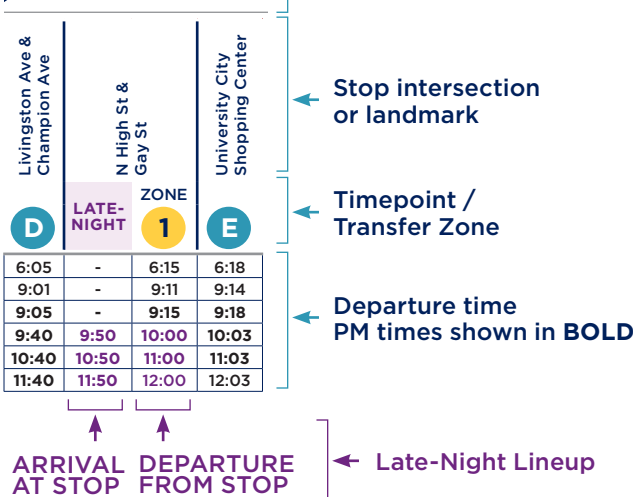 Livingston Ave &
Champion Ave
N High St &
Gay St
University City
Shopping Center
Stop intersection
or landmark
D
LATE-
NIGHT
ZONE
1
E
Timepoint /
Transfer Zone
6:05 - 6:15 6:18
9:01 - 9:11 9:14
9:05 - 9:15 9:18
9:40 9:50 10:00 10:03
10:40 10:50 11:00 11:03
11:40 11:50 12:00 12:03
Departure time
PM times shown in BOLD
ARRIVAL
AT STOP
DEPARTURE
FROM STOP
Late-Night Lineup